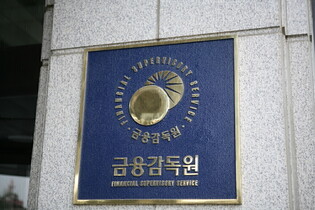 FINANCIAL SUPERVISORY SERVICE
금융감독원
금융감독원
FINANCIAL SUPERVISORY SERVICE